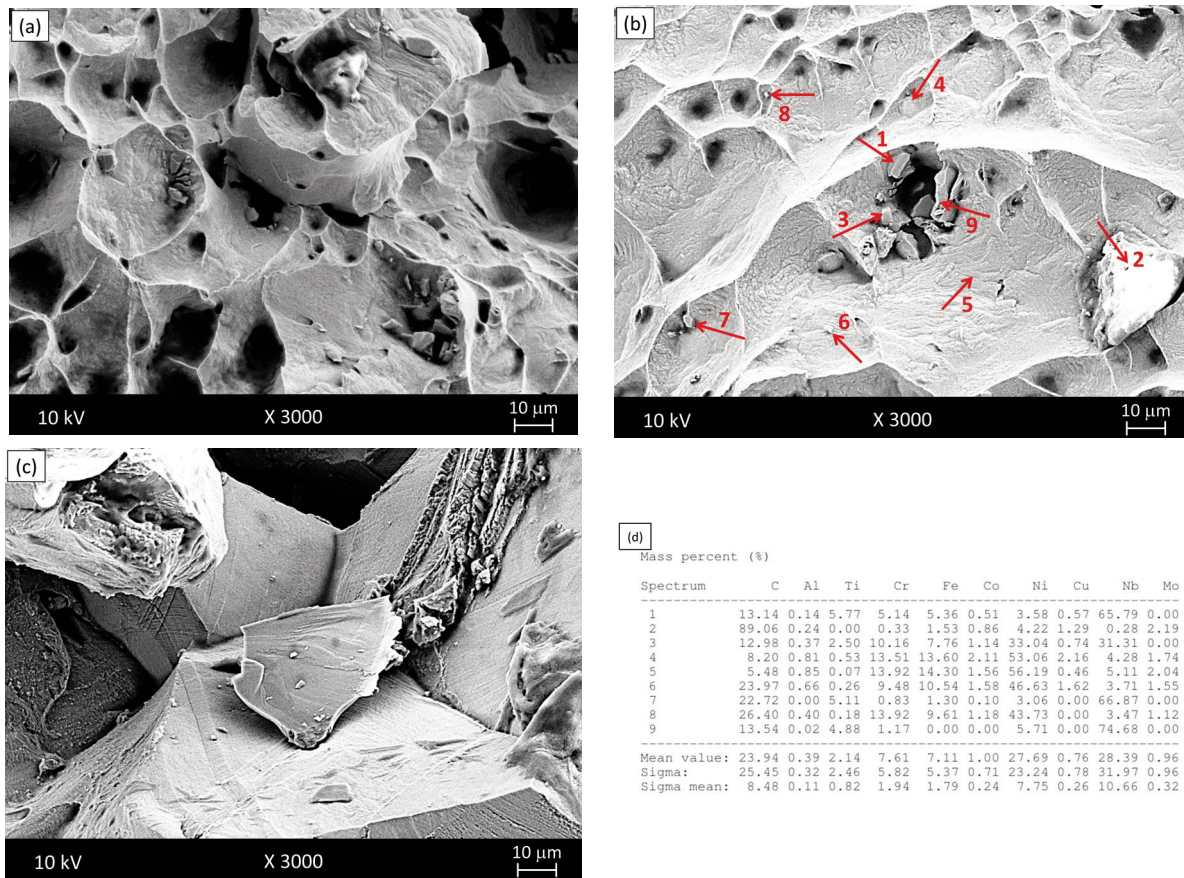 (a)
10 kV X 3000 10 µm
(b)
4
8
1
3
9
2
5
7
6
10 kV X 3000 10 µm
(c)
10 kV X 3000 10 µm
(d)
Mass percent (%)
Spectrum C Al Ti Cr Fe Co Ni Cu Nb Mo
1 13.14 0.14 5.77 5.14 5.36 0.51 3.58 0.57 65.79 0.00
2 89.06 0.24 0.00 0.33 1.53 0.86 4.22 1.29 0.28 2.19
3 12.98 0.37 2.50 10.16 7.76 1.14 33.04 0.74 31.31 0.00
4 8.20 0.81 0.53 13.51 13.60 2.11 53.06 2.16 4.28 1.74
5 5.48 0.85 0.07 13.92 14.30 1.56 56.19 0.46 5.11 2.04
6 23.97 0.66 0.26 9.48 10.54 1.58 46.63 1.62 3.71 1.55
7 22.72 0.00 5.11 0.83 1.30 0.10 3.06 0.00 66.87 0.00
8 26.40 0.40 0.18 13.92 9.61 1.18 43.73 0.00 3.47 1.12
9 13.54 0.02 4.88 1.17 0.00 0.00 5.71 0.00 74.68 0.00
Mean value: 23.94 0.39 2.14 7.61 7.11 1.00 27.69 0.76 28.39 0.96
Sigma: 25.45 0.32 2.46 5.82 5.37 0.71 23.24 0.78 31.97 0.96
Sigma mean: 8.48 0.11 0.82 1.94 1.79 0.24 7.75 0.26 10.66 0.32